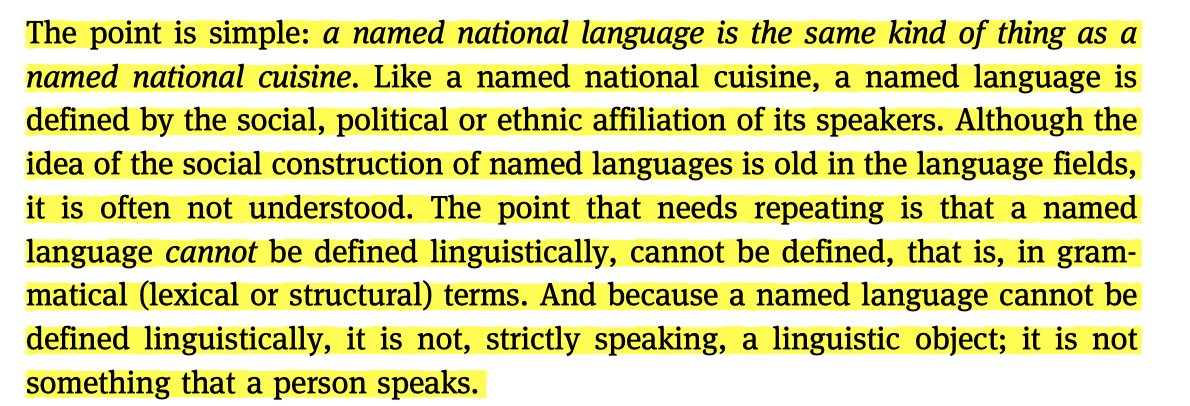 The point is simple: a named national language is the same kind of thing as a
named national cuisine. Like a named national cuisine, a named language is
defined by the social, political or ethnic affiliation of its speakers. Although the
idea of the social construction of named languages is old in the language fields,
it is often not understood. The point that needs repeating is that a named
language cannot be defined linguistically, cannot be defined, that is, in gram-
matical (lexical or structural) terms. And because a named language cannot be
defined linguistically, it is not, strictly speaking, a linguistic object; it is not
something that a person speaks.